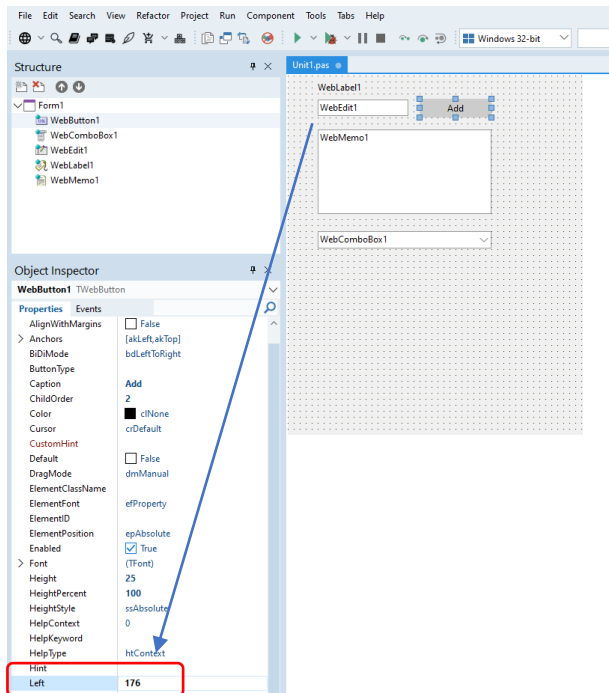 File Edit Search View Refactor Project Run Component Tools Tabs Help
Windows 32-bit
Structure
Form1
WebButton1
WebComboBox1
WebEdit1
WebLabel1
WebMemo1
Unit1.pas
WebLabel1
WebEdit1 Add
WebMemo1
WebComboBox1
Object Inspector
WebButton1 TWebButton
Properties Events
AlignWithMargins False
Anchors [akLeft,akTop]
BiDiMode bdLeftToRight
ButtonType
Caption Add
ChildOrder 2
Color clNone
Cursor crDefault
CustomHint
Default False
DragMode dmManual
ElementClassName
ElementFont efProperty
ElementID
ElementPosition epAbsolute
Enabled True
Font (TFont)
Height 25
HeightPercent 100
HeightStyle ssAbsolute
HelpContext 0
HelpKeyword
HelpType htContext
Hint
Left 176